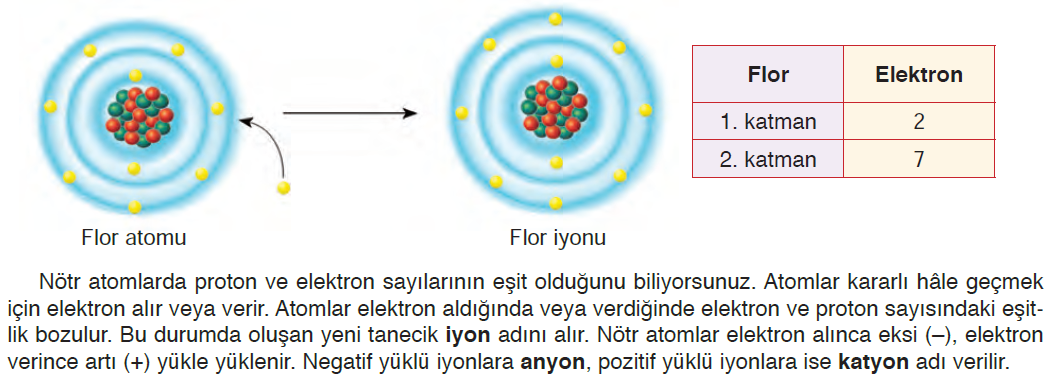 Flor Elektron
1. katman 2
2. katman 7
Flor atomu
Flor iyonu
Nötr atomlarda proton ve elektron sayılarının eşit olduğunu biliyorsunuz. Atomlar kararlı hâle geçmek
için elektron alır veya verir. Atomlar elektron aldığında veya verdiğinde elektron ve proton sayısındaki eşit-
lik bozulur. Bu durumda oluşan yeni tanecik iyon adını alır. Nötr atomlar elektron alınca eksi (–), elektron
verince artı (+) yükle yüklenir. Negatif yüklü iyonlara anyon, pozitif yüklü iyonlara ise katyon adı verilir.